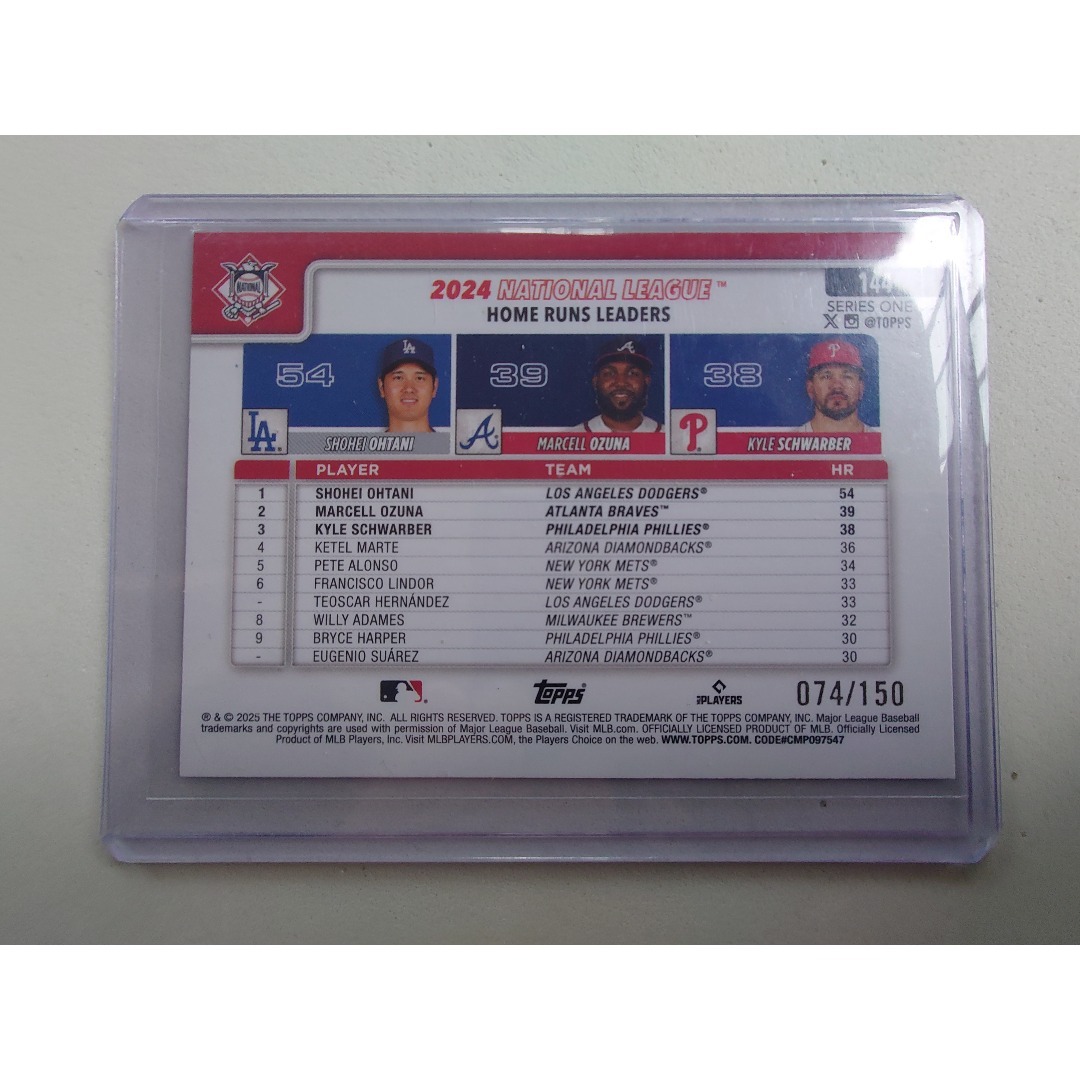 2024 NATIONAL LEAGUE™
HOME RUNS LEADERS
NATIONAL
SERIES ONE
X @TOPPS
54 39 38
LA A P
SHOHEI OHTANI MARCELL OZUNA KYLE SCHWARBER
PLAYER TEAM HR
1 SHOHEI OHTANI LOS ANGELES DODGERS® 54
2 MARCELL OZUNA ATLANTA BRAVES™ 39
3 KYLE SCHWARBER PHILADELPHIA PHILLIES® 38
4 KETEL MARTE ARIZONA DIAMONDBACKS® 36
5 PETE ALONSO NEW YORK METS® 34
6 FRANCISCO LINDOR NEW YORK METS® 33
- TEOSCAR HERNÁNDEZ LOS ANGELES DODGERS® 33
8 WILLY ADAMES MILWAUKEE BREWERS™ 32
9 BRYCE HARPER PHILADELPHIA PHILLIES® 30
- EUGENIO SUÁREZ ARIZONA DIAMONDBACKS® 30
Topps PLAYERS 074/150
® & © 2025 THE TOPPS COMPANY, INC. ALL RIGHTS RESERVED. TOPPS IS A REGISTERED TRADEMARK OF THE TOPPS COMPANY, INC. Major League Baseball
trademarks and copyrights are used with permission of Major League Baseball. Visit MLB.com. OFFICIALLY LICENSED PRODUCT OF MLB. Officially Licensed
Product of MLB Players, Inc. Visit MLBPLAYERS.COM, the Players Choice on the web. WWW.TOPPS.COM. CODE#CMP097547